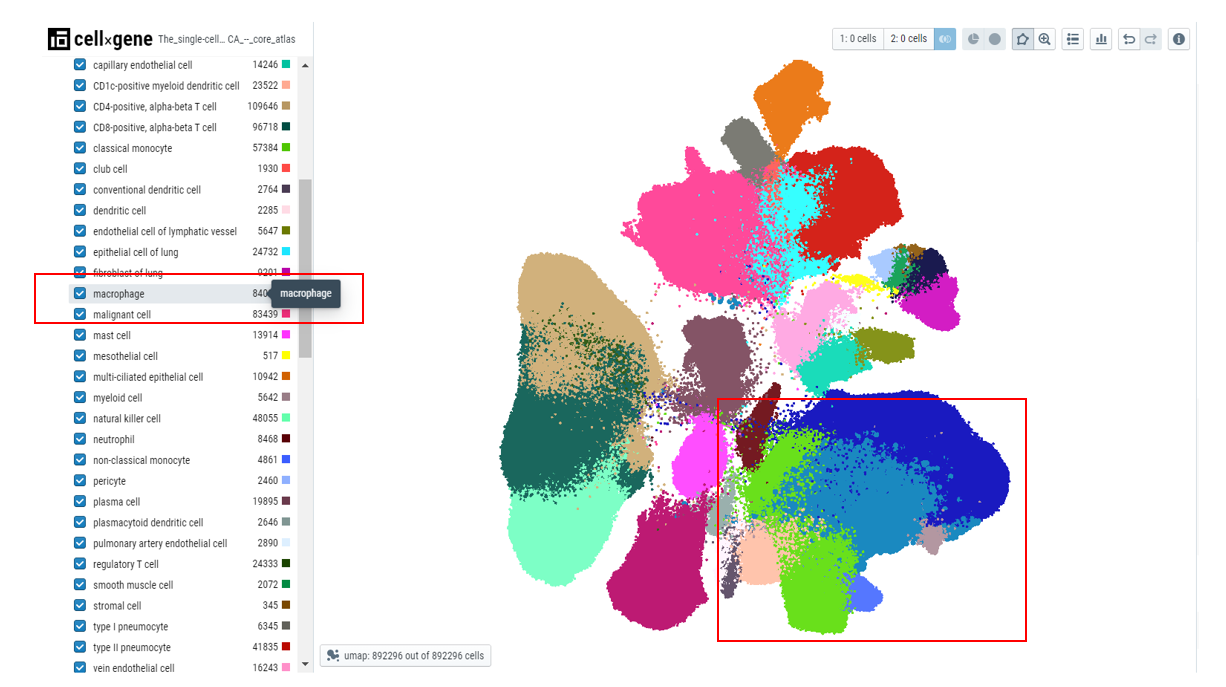 cell×gene The_single-cell... CA_--_core_atlas
1: 0 cells 2: 0 cells
capillary endothelial cell 14246
CD1c-positive myeloid dendritic cell 23522
CD4-positive, alpha-beta T cell 109646
CD8-positive, alpha-beta T cell 96718
classical monocyte 57384
club cell 1930
conventional dendritic cell 2764
dendritic cell 2285
endothelial cell of lymphatic vessel 5647
epithelial cell of lung 24732
fibroblast of lung 9201
macrophage macrophage
malignant cell 83439
mast cell 13914
mesothelial cell 517
multi-ciliated epithelial cell 10942
myeloid cell 5642
natural killer cell 48055
neutrophil 8468
non-classical monocyte 4861
pericyte 2460
plasma cell 19895
plasmacytoid dendritic cell 2646
pulmonary artery endothelial cell 2890
regulatory T cell 24333
smooth muscle cell 2072
stromal cell 345
type I pneumocyte 6345
type II pneumocyte 41835
vein endothelial cell 16243
umap: 892296 out of 892296 cells